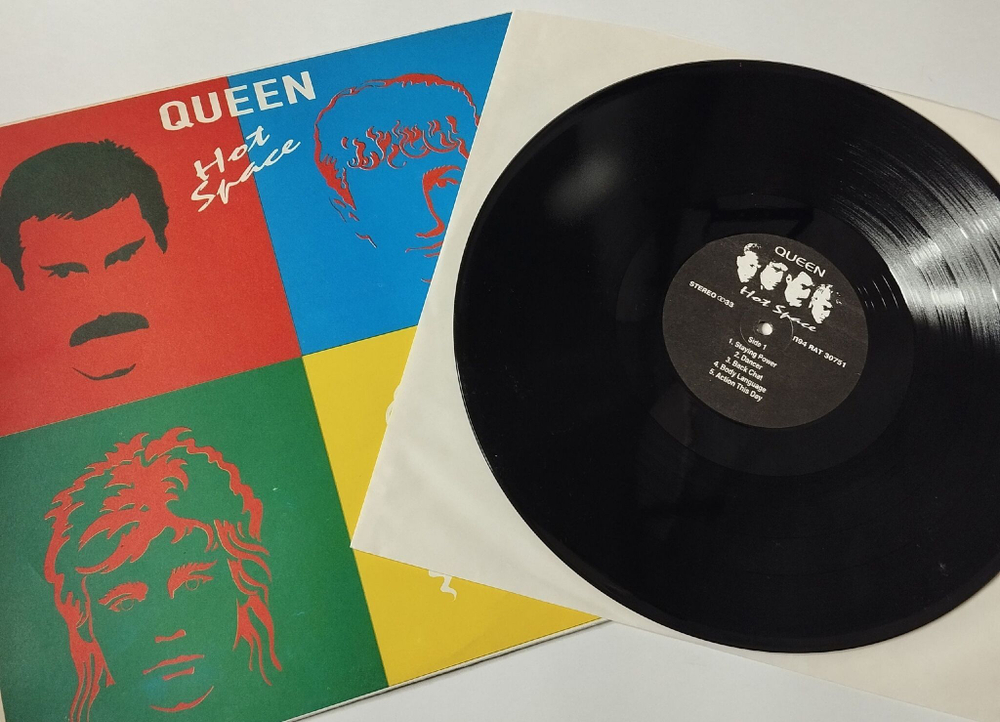 QUEEN
Hot
Space
QUEEN
Hot Space
STEREO 33
П94 RAT 30751
Side 1
1. Staying Power
2. Dancer
3. Back Chat
4. Body Language
5. Action This Day